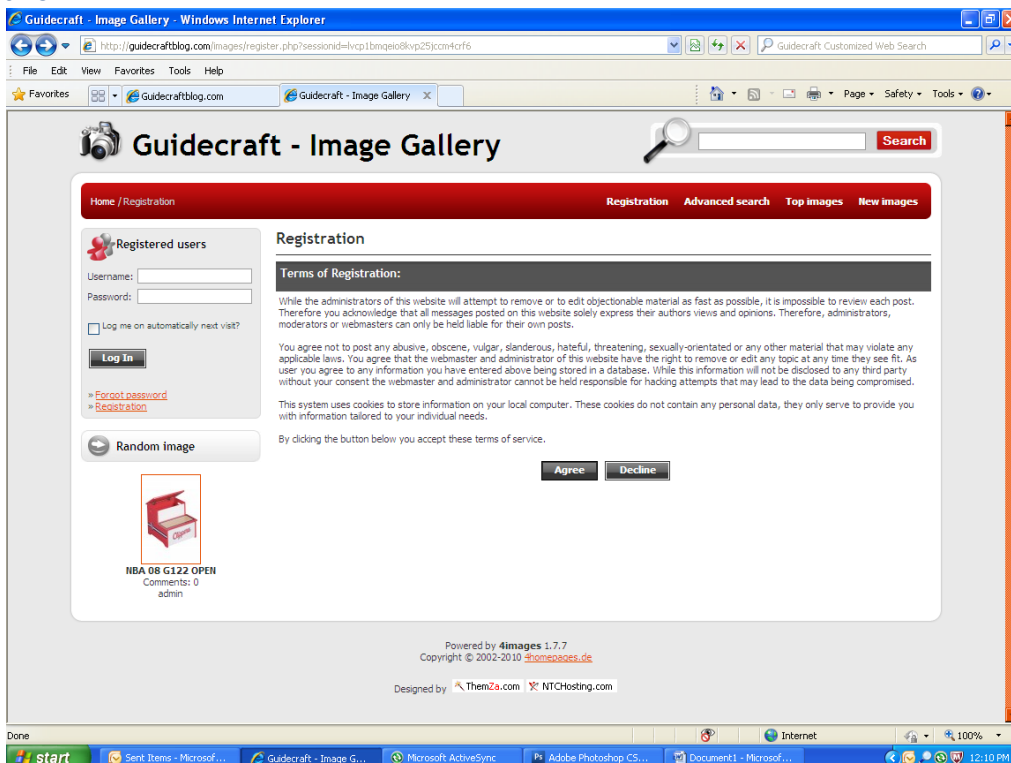 Guidecraft - Image Gallery - Windows Internet Explorer
http://guidecraftblog.com/images/register.php?sessionid=lvcp1bmqeio8kvp25jccm4crf6
Guidecraft Customized Web Search
File Edit View Favorites Tools Help
Favorites Guidecraftblog.com Guidecraft - Image Gallery X Page Safety Tools
Guidecraft - Image Gallery
Search
Home / Registration
Registration Advanced search Top images New images
Registered users
Username:
Password:
Log me on automatically next visit?
Log In
» Forgot password
» Registration
Random image
NBA 08 G122 OPEN
Comments: 0
admin
Registration
Terms of Registration:
While the administrators of this website will attempt to remove or to edit objectionable material as fast as possible, it is impossible to review each post.
Therefore you acknowledge that all messages posted on this website solely express their authors views and opinions. Therefore, administrators,
moderators or webmasters can only be held liable for their own posts.
You agree not to post any abusive, obscene, vulgar, slanderous, hateful, threatening, sexually-orientated or any other material that may violate any
applicable laws. You agree that the webmaster and administrator of this website have the right to remove or edit any topic at any time they see fit. As
user you agree to any information you have entered above being stored in a database. While this information will not be disclosed to any third party
without your consent the webmaster and administrator cannot be held responsible for hacking attempts that may lead to the data being compromised.
This system uses cookies to store information on your local computer. These cookies do not contain any personal data, they only serve to provide you
with information tailored to your individual needs.
By clicking the button below you accept these terms of service.
Agree Decline
Powered by 4images 1.7.7
Copyright © 2002-2010 4homepages.de
Designed by ThemZa.com NTCHosting.com
Done Internet 100%
start Sent Items - Microsof... Guidecraft - Image G... Microsoft ActiveSync Adobe Photoshop CS... Document1 - Microsof... 12:10 PM